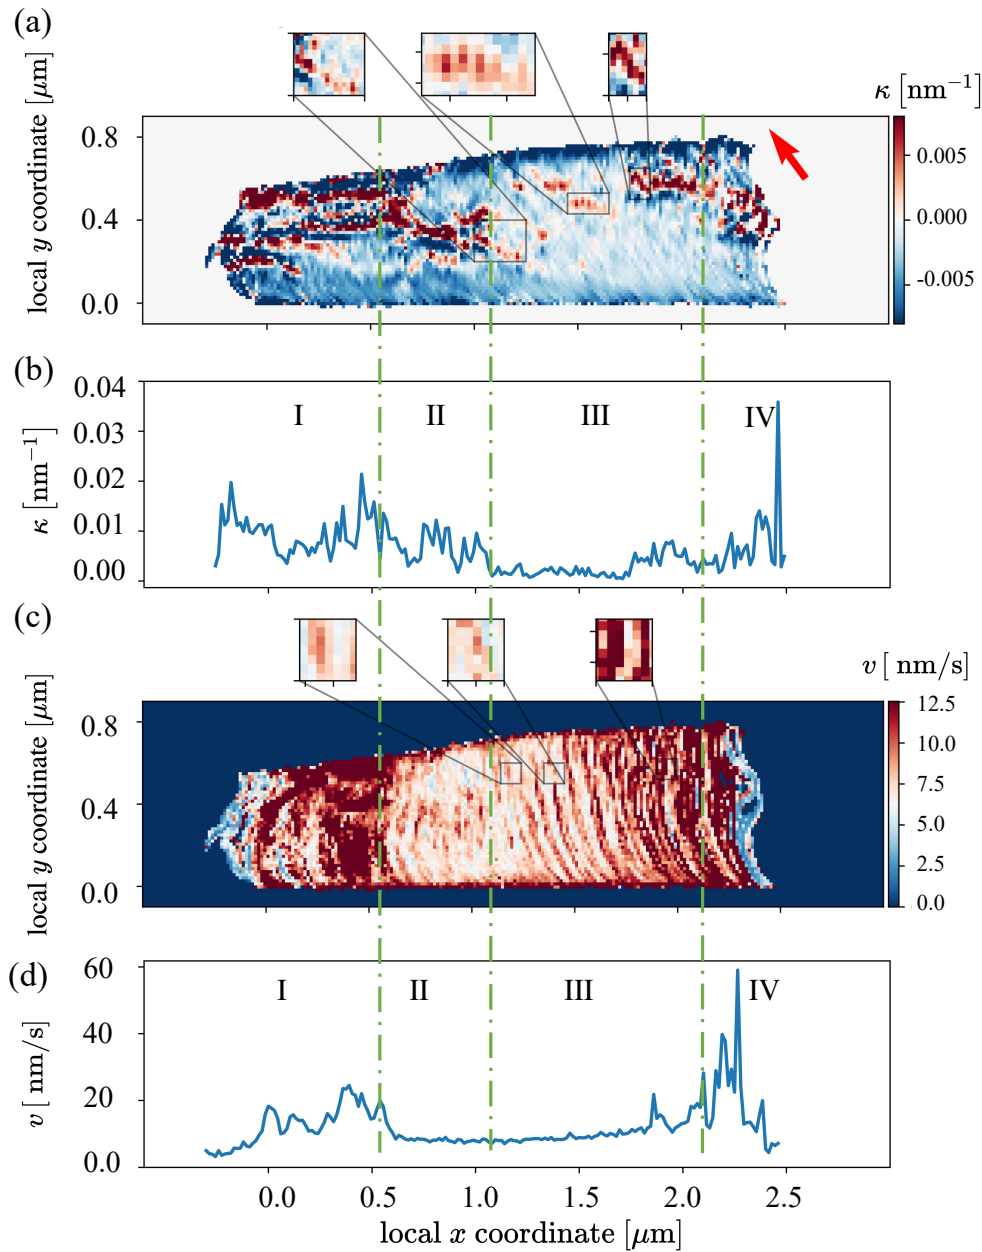 (a)
local y coordinate [μm]
0.8
0.4
0.0
κ [nm⁻¹]
0.005
0.000
-0.005
(b)
κ [nm⁻¹]
0.04
0.03
0.02
0.01
0.00
I
II
III
IV
(c)
local y coordinate [μm]
0.8
0.4
0.0
v [ nm/s]
12.5
10.0
7.5
5.0
2.5
0.0
(d)
v [ nm/s]
60
40
20
0.0
I
II
III
IV
0.0 0.5 1.0 1.5 2.0 2.5
local x coordinate [μm]